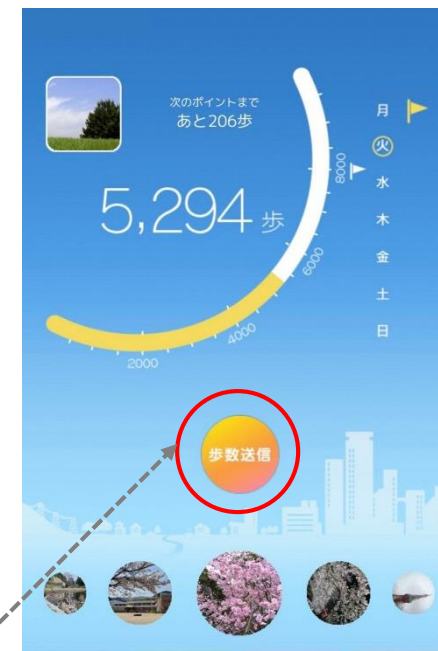 次のポイントまで
あと206歩
5,294 歩
2000
4000
6000
8000
月
火
水
木
金
土
日
歩数送信